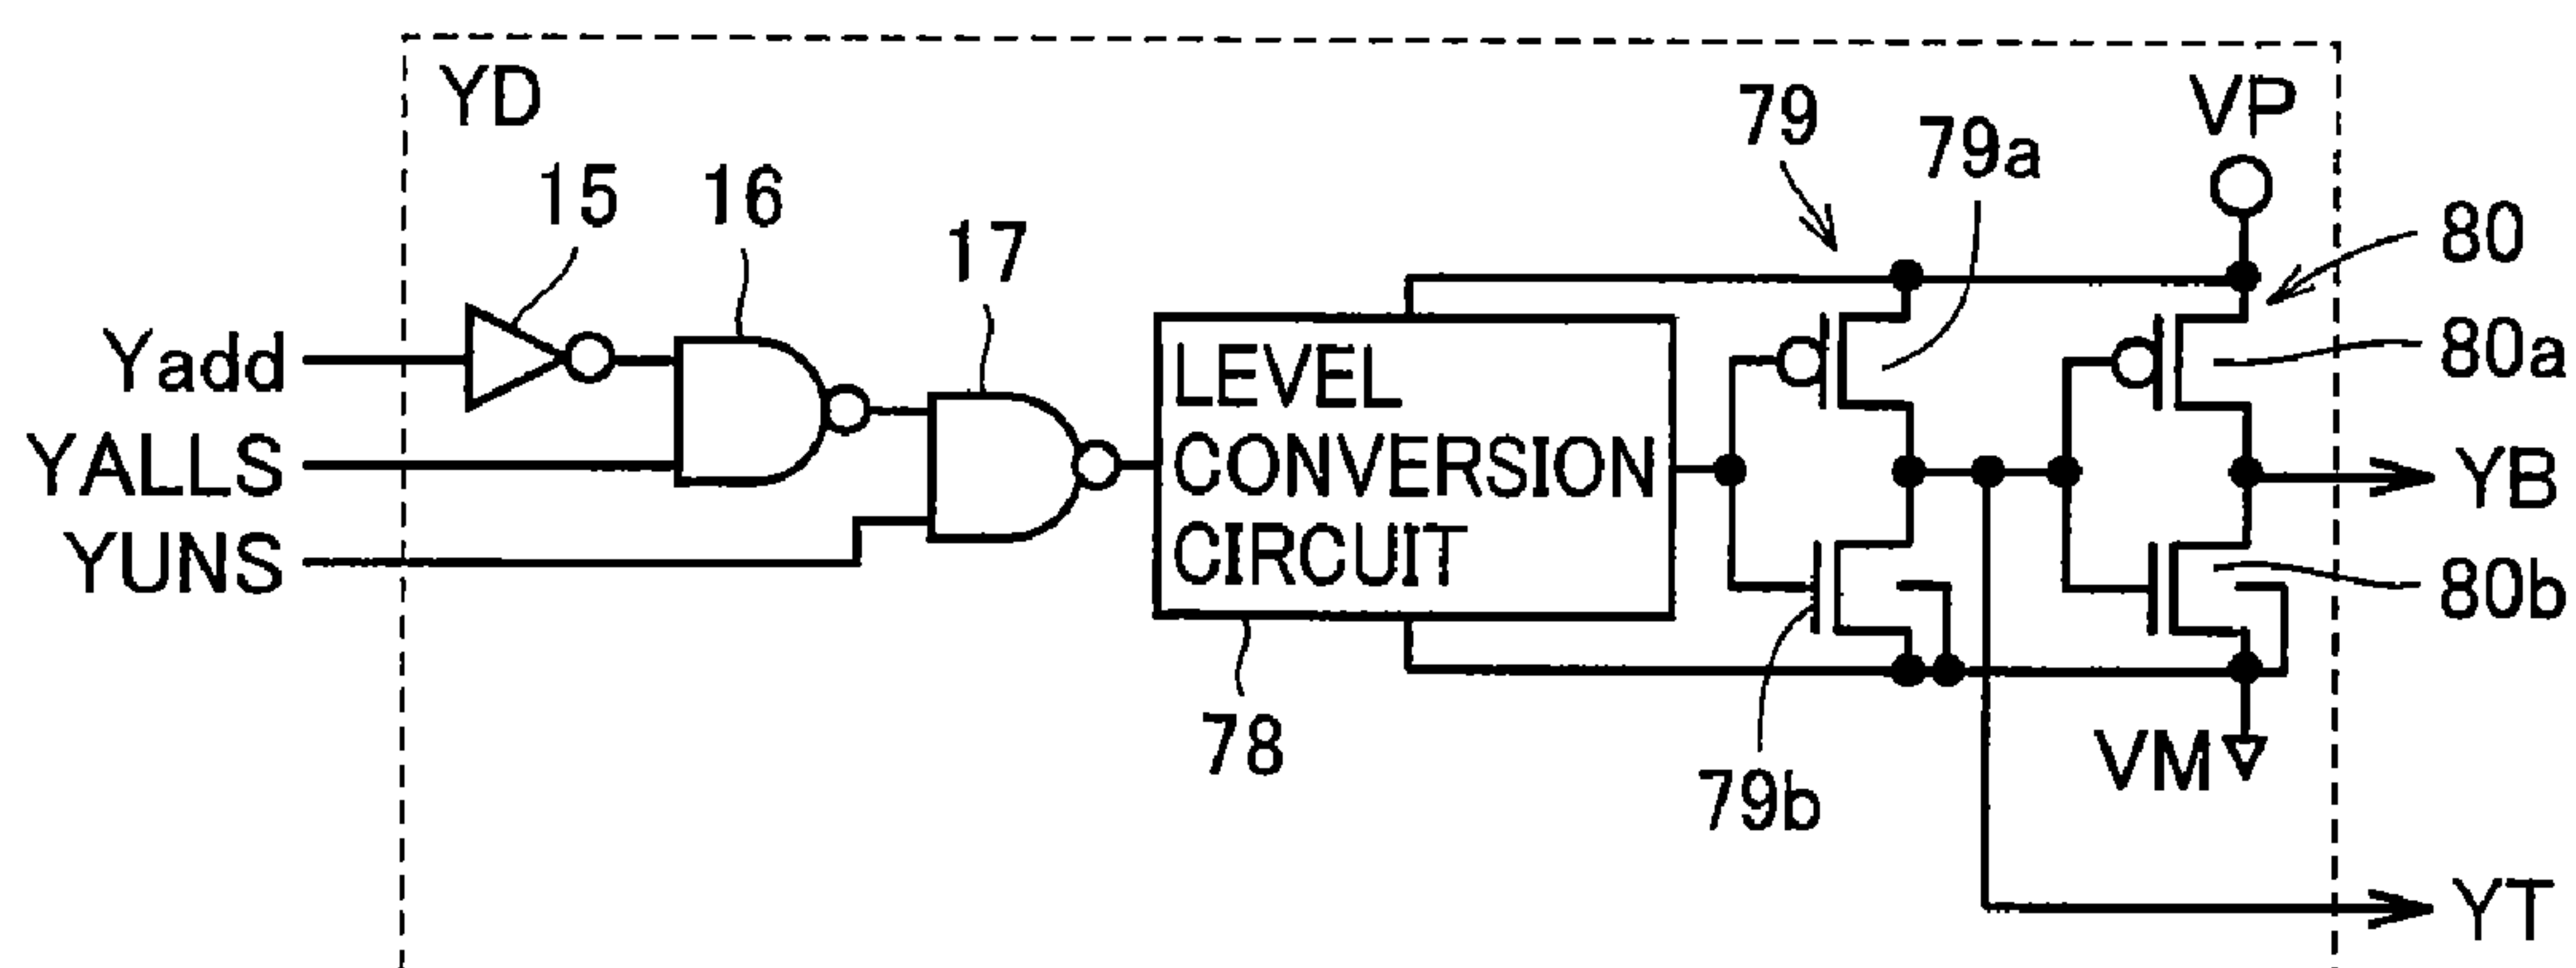 YD
VP
79
79a
15
16
17
80
Yadd
80a
LEVEL
CONVERSION
CIRCUIT
YALLS
YB
YUNS
80b
78
VM
79b
YT